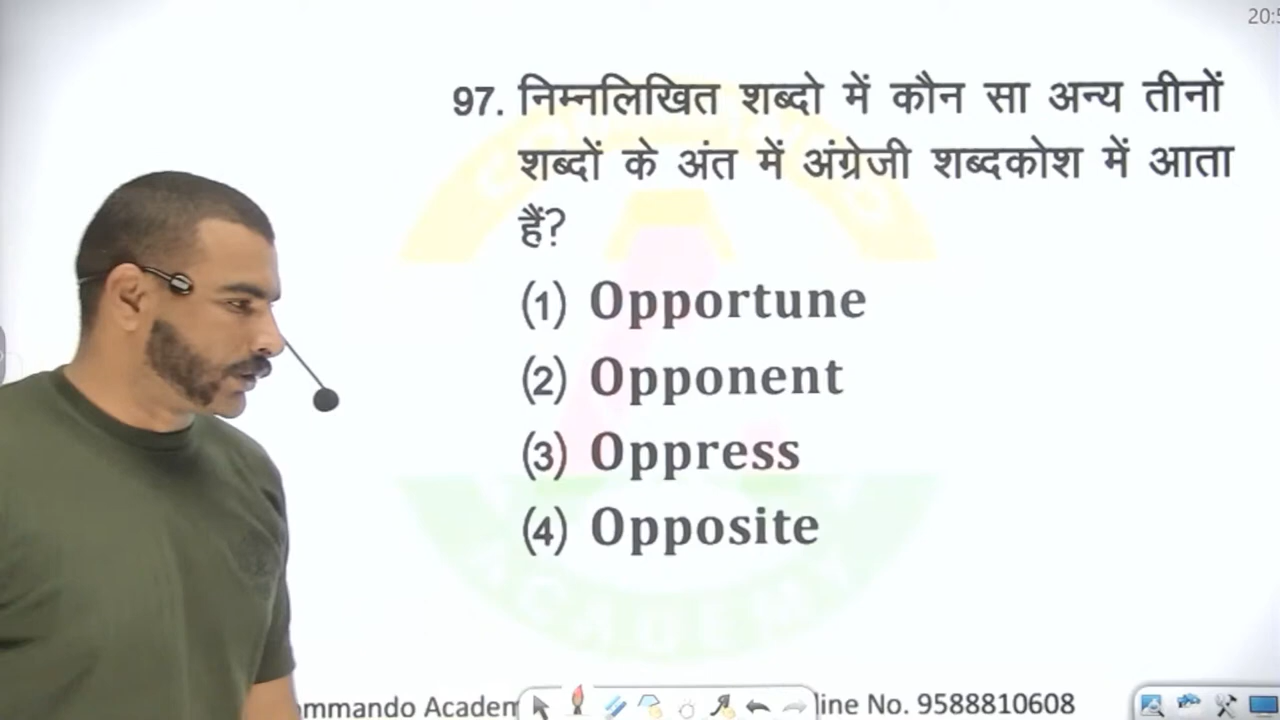 20:5
97. निम्नलिखित शब्दो में कौन सा अन्य तीनों
शब्दों के अंत में अंग्रेजी शब्दकोश में आता
हैं?
(1) Opportune
(2) Opponent
(3) Oppress
(4) Opposite
ACADEMY
mmando Academ
line No. 9588810608